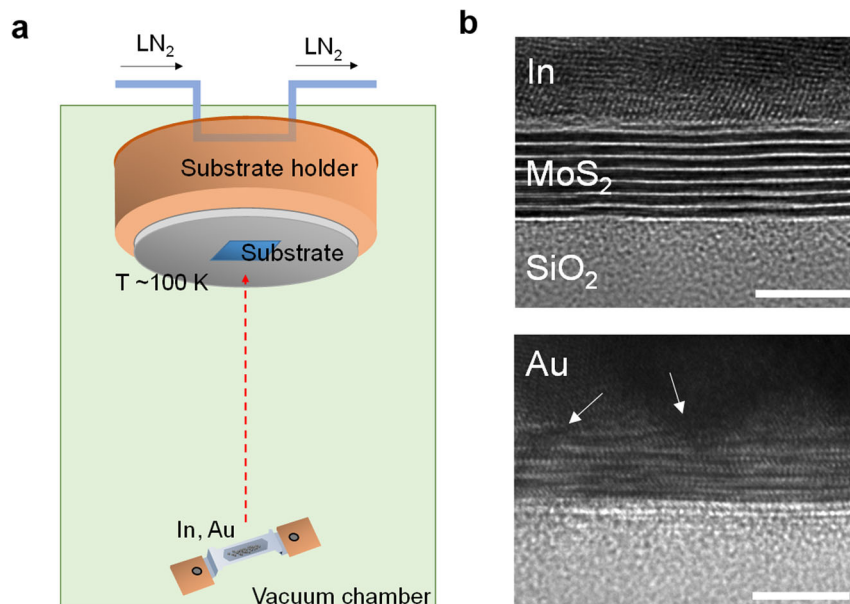 a
LN₂
LN₂
Substrate holder
Substrate
T ~100 K
In, Au
Vacuum chamber
b
In
MoS₂
SiO₂
Au